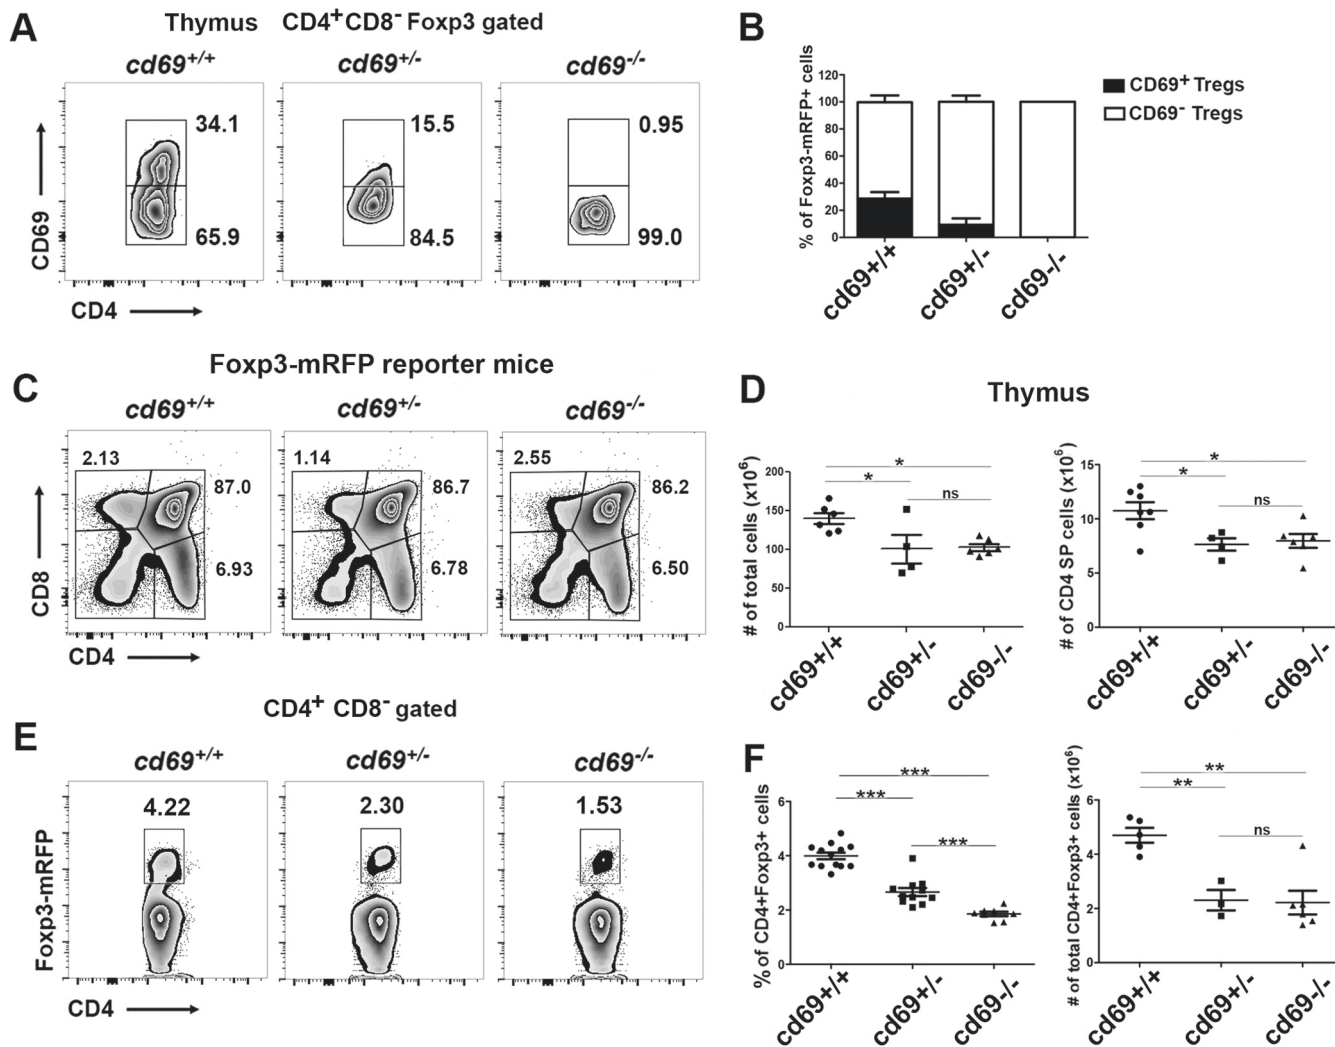 A
Thymus CD4+CD8- Foxp3 gated
cd69+/+
cd69+/-
cd69-/-
34.1
15.5
0.95
65.9
84.5
99.0
CD69
CD4
B
% of Foxp3-mRFP+ cells
120
100
80
60
40
20
0
CD69+ Tregs
CD69- Tregs
cd69+/+
cd69+/-
cd69-/-
Foxp3-mRFP reporter mice
C
cd69+/+
cd69+/-
cd69-/-
2.13
87.0
6.93
1.14
86.7
6.78
2.55
86.2
6.50
CD8
CD4
D
Thymus
# of total cells (x10⁶)
200
150
100
50
0
*
*
ns
cd69+/+
cd69+/-
cd69-/-
# of CD4 SP cells (x10⁶)
15
10
5
0
*
*
ns
cd69+/+
cd69+/-
cd69-/-
CD4+ CD8- gated
E
cd69+/+
cd69+/-
cd69-/-
4.22
2.30
1.53
Foxp3-mRFP
CD4
F
% of CD4+Foxp3+ cells
6
4
2
0
***
***
***
cd69+/+
cd69+/-
cd69-/-
# of total CD4+Foxp3+ cells (x10⁶)
6
4
2
0
**
**
ns
cd69+/+
cd69+/-
cd69-/-